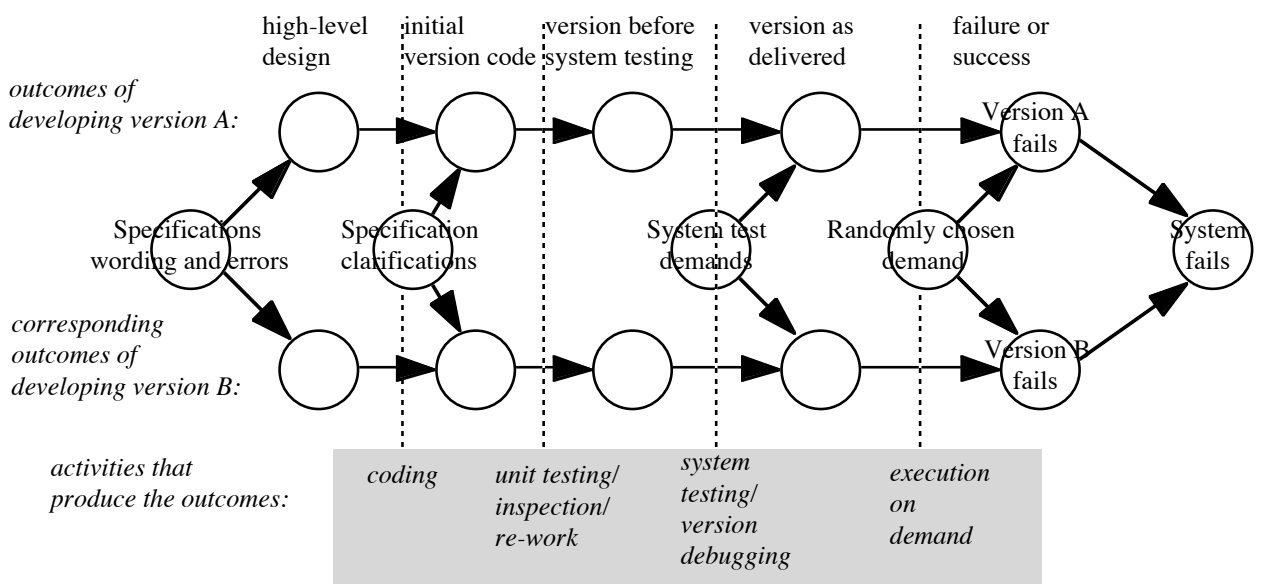 high-level
design
initial
version code
version before
system testing
version as
delivered
failure or
success
outcomes of
developing version A:
Version A
fails
Specifications
wording and errors
Specification
clarifications
System test
demands
Randomly chosen
demand
System
fails
corresponding
outcomes of
developing version B:
Version B
fails
activities that
produce the outcomes:
coding
unit testing/
inspection/
re-work
system
testing/
version
debugging
execution
on
demand